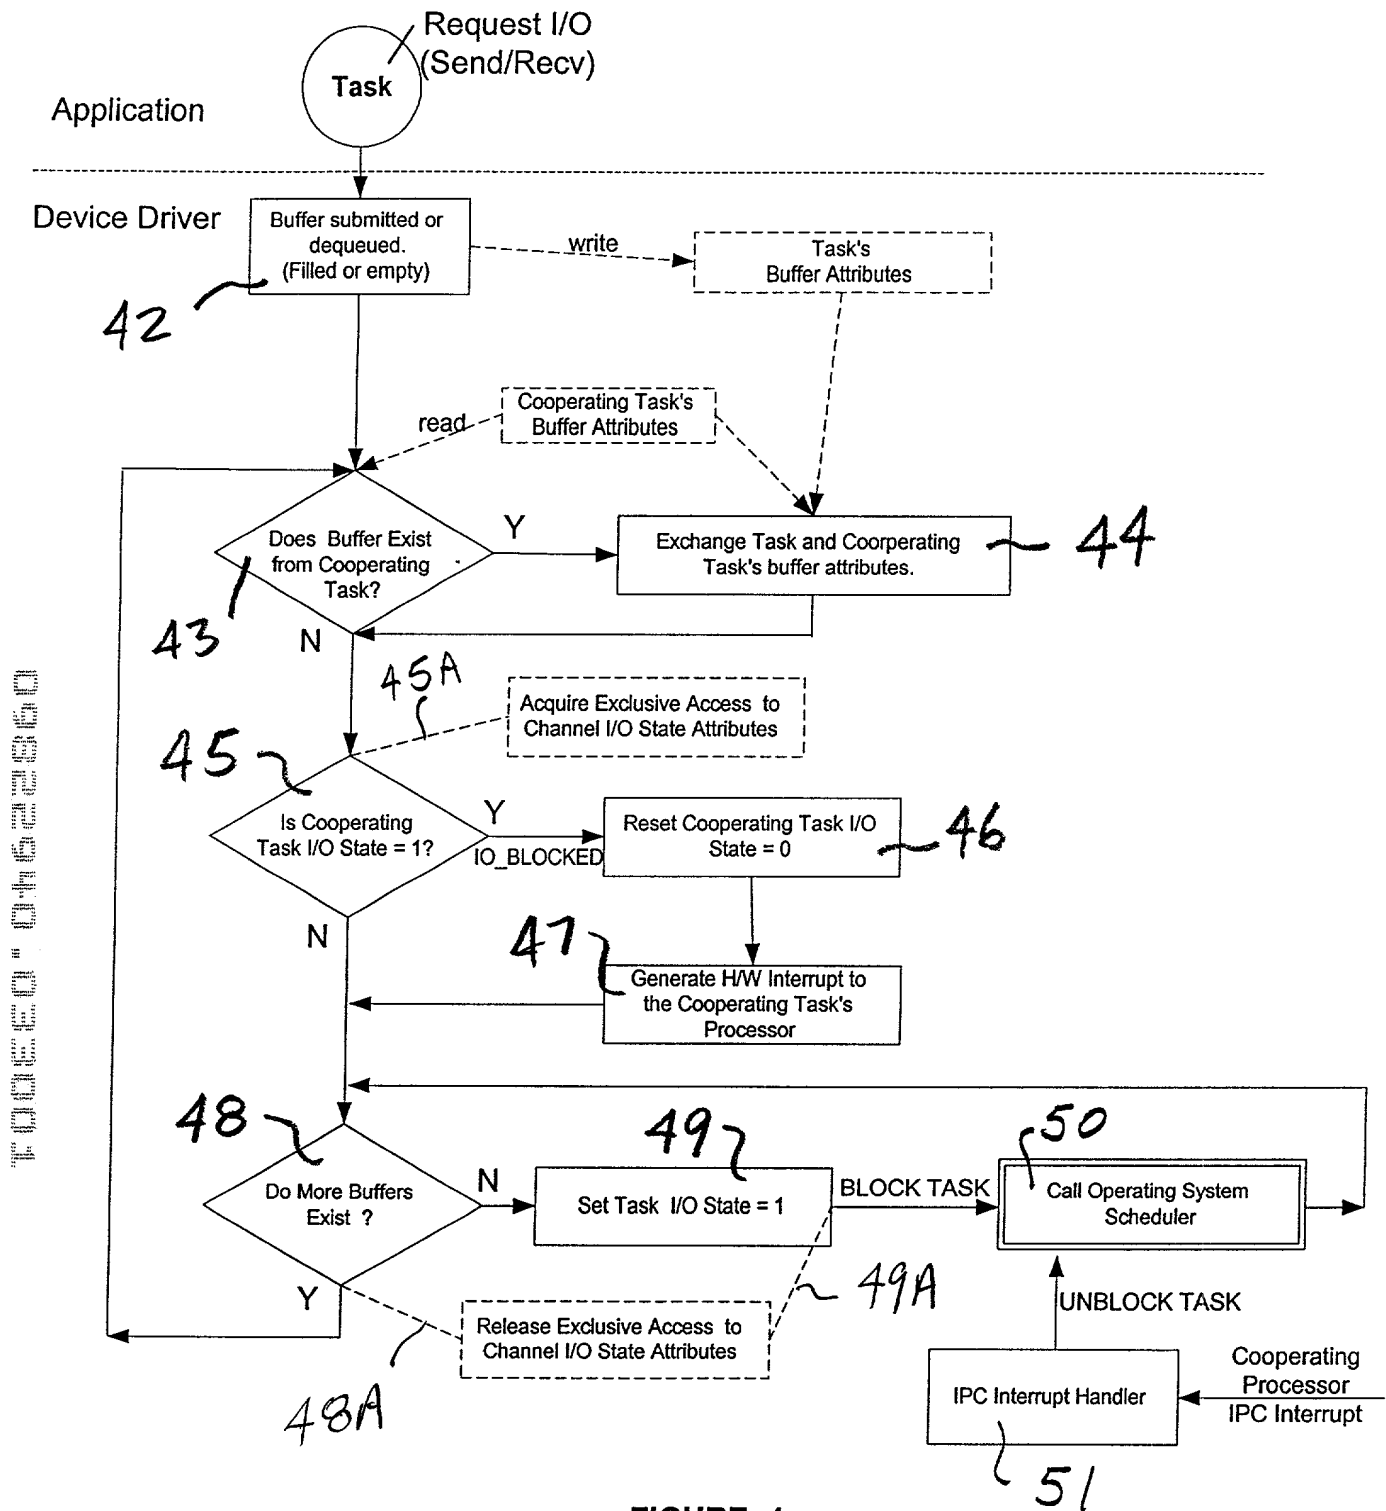 Request I/O
(Send/Recv)
Task
Application
Device Driver
Buffer submitted or
dequeued.
(Filled or empty)
write
Task's
Buffer Attributes
42
Cooperating Task's
Buffer Attributes
read
Does Buffer Exist
from Cooperating
Task?
Y
Exchange Task and Coorperating
Task's buffer attributes.
44
43
N
45A
Acquire Exclusive Access to
Channel I/O State Attributes
45
Is Cooperating
Task I/O State = 1?
Y
IO_BLOCKED
Reset Cooperating Task I/O
State = 0
46
N
47
Generate H/W Interrupt to
the Cooperating Task's
Processor
48
Do More Buffers
Exist ?
N
49
Set Task I/O State = 1
BLOCK TASK
50
Call Operating System
Scheduler
Y
Release Exclusive Access to
Channel I/O State Attributes
48A
49A
UNBLOCK TASK
IPC Interrupt Handler
Cooperating
Processor
IPC Interrupt
51